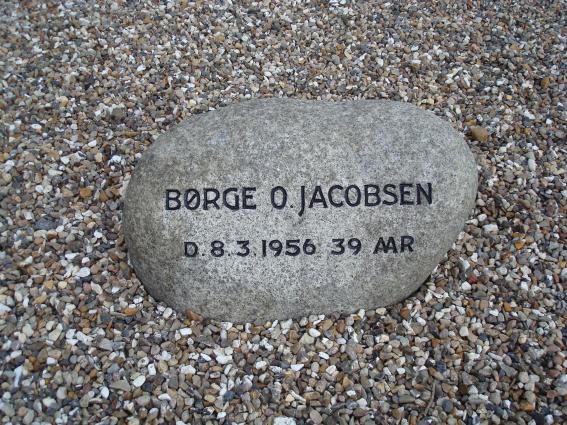 BØRGE O. JACOBSEN
D. 8. 3. 1956 39 AAR